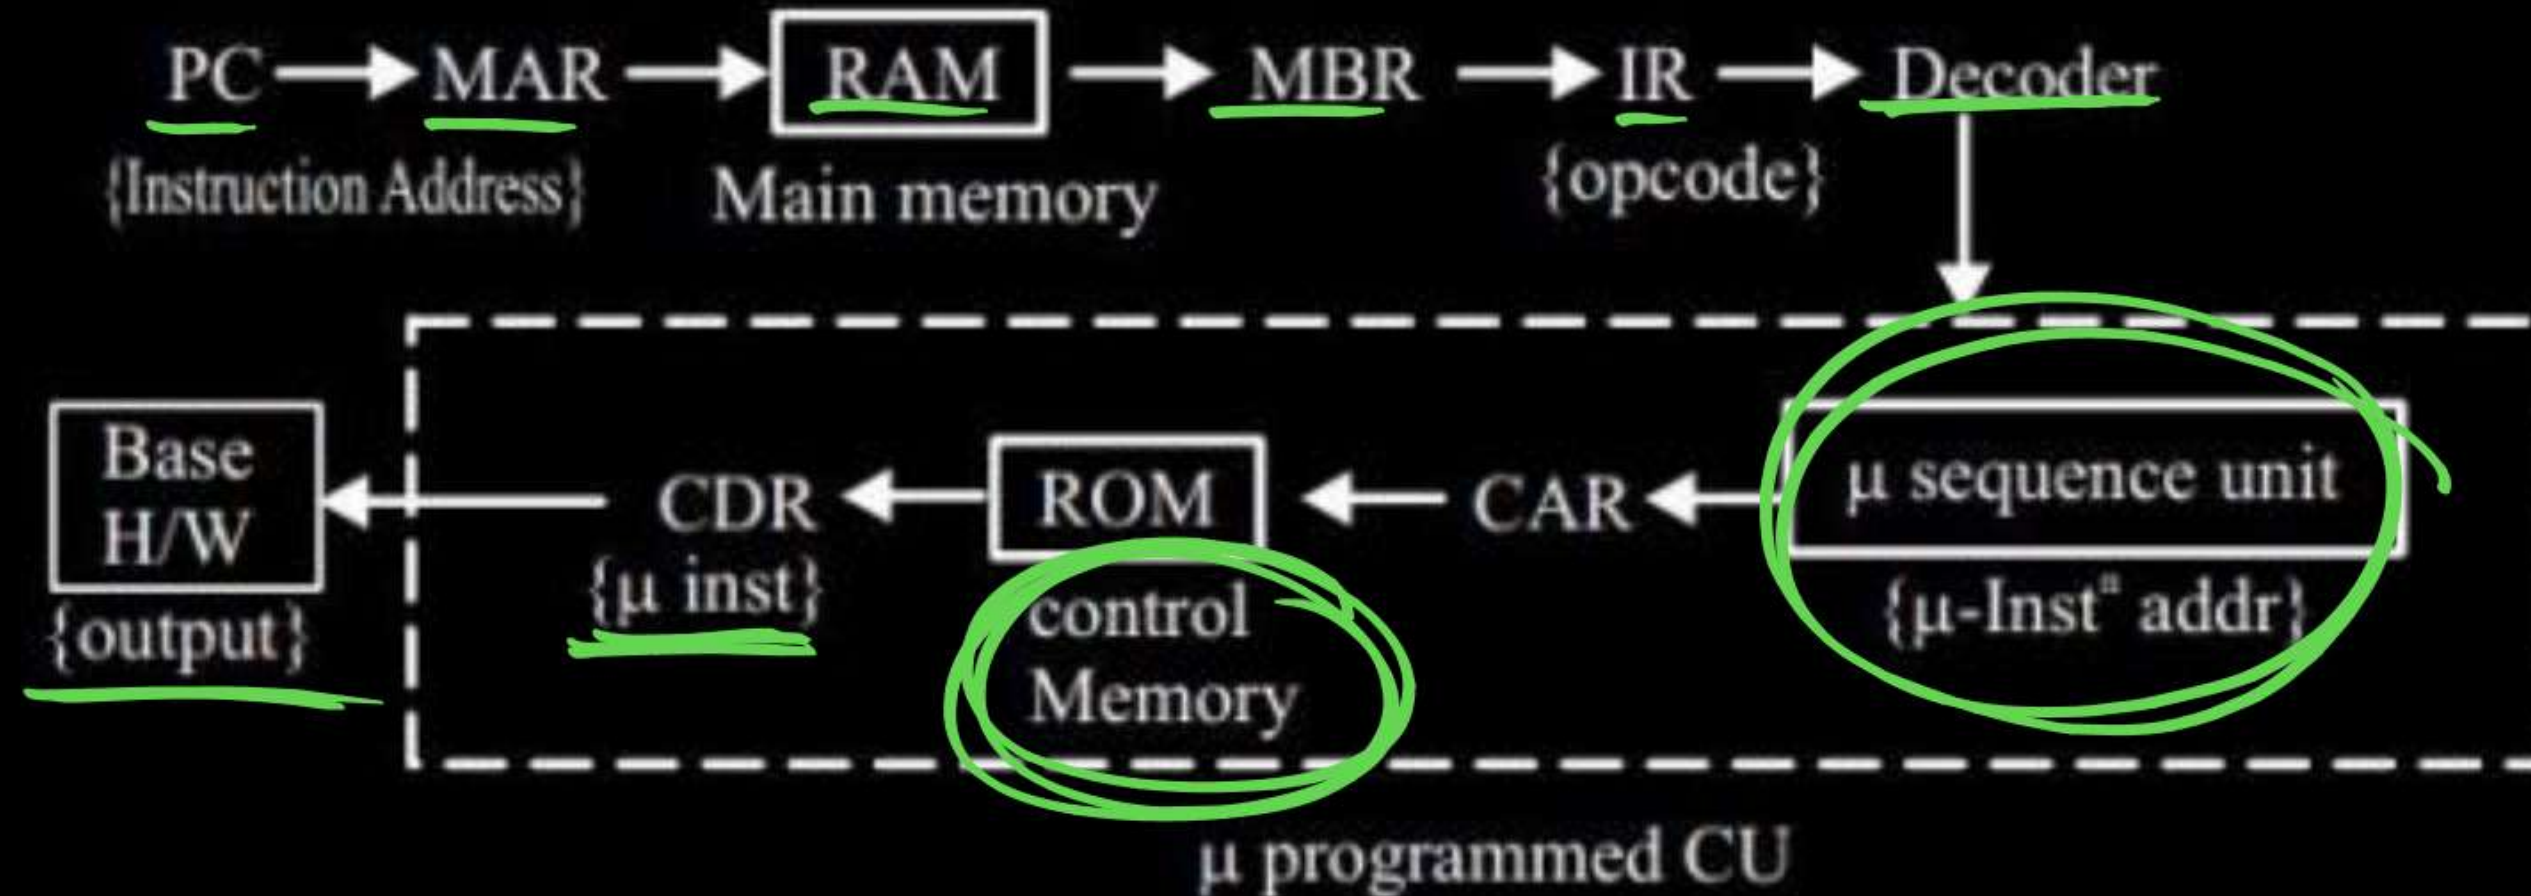 PC MAR RAM MBR IR Decoder
{Instruction Address} Main memory {opcode}
Base H/W CDR ROM CAR μ sequence unit
{output} {μ inst} control Memory {μ-Instⁿ addr}
μ programmed CU